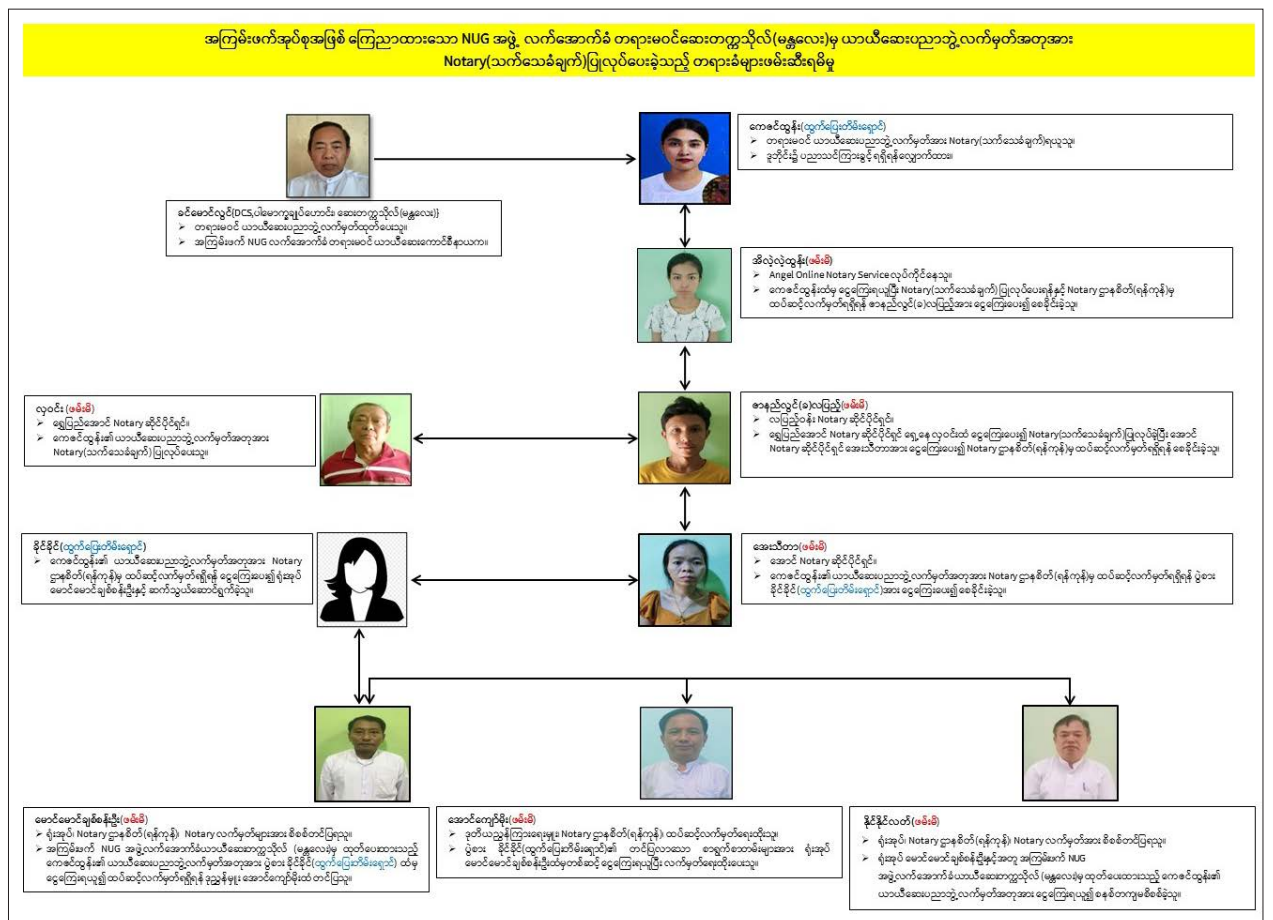 အကြမ်းဖက်အုပ်စုအဖြစ် ကြေညာထားသော NUG အဖွဲ့ လက်အောက်ခံ တရားမဝင်ဆေးတက္ကသိုလ်(မန္တလေး)မှ ယာယီဆေးပညာဘွဲ့လက်မှတ်အတုအား
Notary(သက်သေခံချက်)ပြုလုပ်ပေးခဲ့သည့် တရားခံများဖမ်းဆီးရမိမှု
ခင်မောင်လွင်{DCS,ပါမောက္ခချုပ်ဟောင်း၊ ဆေးတက္ကသိုလ်(မန္တလေး)}
➢ တရားမဝင် ယာယီဆေးပညာဘွဲ့လက်မှတ်ထုတ်ပေးသူ။
➢ အကြမ်းဖက် NUG လက်အောက်ခံ တရားမဝင် ယာယီဆေးကောင်စီနာယက။
ကေဇင်ထွန်း(ထွက်ပြေးတိမ်းရှောင်)
➢ တရားမဝင် ယာယီဆေးပညာဘွဲ့လက်မှတ်အား Notary(သက်သေခံချက်)ရယူသူ။
➢ ဒူဘိုင်း၌ ပညာသင်ကြားခွင့် ရရှိရန်လျှောက်ထား။
အိလဲ့လဲ့ထွန်း(ဖမ်းမိ)
➢ Angel Online Notary Service လုပ်ကိုင်နေသူ။
➢ ကေဇင်ထွန်းထံမှ ငွေကြေးရယူပြီး Notary(သက်သေခံချက်) ပြုလုပ်ပေးရန်နှင့် Notary ဌာနစိတ်(ရန်ကုန်)မှ
ထပ်ဆင့်လက်မှတ်ရရှိရန် ဇာနည်လွင်(ခ)လပြည့်အား ငွေကြေးပေး၍ စေခိုင်းခဲ့သူ။
လှဝင်း (ဖမ်းမိ)
➢ ရွှေပြည်အောင် Notary ဆိုင်ပိုင်ရှင်။
➢ ကေဇင်ထွန်း၏ ယာယီဆေးပညာဘွဲ့လက်မှတ်အတုအား
Notary(သက်သေခံချက်) ပြုလုပ်ပေးသူ။
ဇာနည်လွင်(ခ)လပြည့်(ဖမ်းမိ)
➢ လပြည့်ဝန်း Notary ဆိုင်ပိုင်ရှင်၊
➢ ရွှေပြည်အောင် Notary ဆိုင်ပိုင်ရှင် ရှေ့နေ လှဝင်းထံ ငွေကြေးပေး၍ Notary(သက်သေခံချက်)ပြုလုပ်ခဲ့ပြီး အောင်
Notary ဆိုင်ပိုင်ရှင် အေးသီတာအား ငွေကြေးပေး၍ Notary ဌာနစိတ်(ရန်ကုန်)မှ ထပ်ဆင့်လက်မှတ်ရရှိရန် စေခိုင်းခဲ့သူ။
ခိုင်ခိုင်(ထွက်ပြေးတိမ်းရှောင်)
➢ ကေဇင်ထွန်း၏ ယာယီဆေးပညာဘွဲ့လက်မှတ်အတုအား Notary
ဌာနစိတ်(ရန်ကုန်)မှ ထပ်ဆင့်လက်မှတ်ရရှိရန် ငွေကြေးပေး၍ ရုံးအုပ်
မောင်မောင်ချစ်စန်းဦးနှင့် ဆက်သွယ်ဆောင်ရွက်ခဲ့သူ။
အေးသီတာ(ဖမ်းမိ)
➢ အောင် Notary ဆိုင်ပိုင်ရှင်။
➢ ကေဇင်ထွန်း၏ ယာယီဆေးပညာဘွဲ့လက်မှတ်အတုအား Notary ဌာနစိတ်(ရန်ကုန်)မှ ထပ်ဆင့်လက်မှတ်ရရှိရန် ပွဲစား
ခိုင်ခိုင်(ထွက်ပြေးတိမ်းရှောင်)အား ငွေကြေးပေး၍ စေခိုင်းခဲ့သူ။
မောင်မောင်ချစ်စန်းဦး(ဖမ်းမိ)
➢ ရုံးအုပ်၊ Notary ဌာနစိတ်(ရန်ကုန်)၊ Notary လက်မှတ်များအား စိစစ်တင်ပြရသူ။
➢ အကြမ်းဖက် NUG အဖွဲ့လက်အောက်ခံယာယီဆေးတက္ကသိုလ် (မန္တလေး)မှ ထုတ်ပေးထားသည့်
ကေဇင်ထွန်း၏ ယာယီဆေးပညာဘွဲ့လက်မှတ်အတုအား ပွဲစား ခိုင်ခိုင်(ထွက်ပြေးတိမ်းရှောင်) ထံမှ
ငွေကြေးရယူ၍ ထပ်ဆင့်လက်မှတ်ရရှိရန် ဒုညွှန်မှူး အောင်ကျော်မိုးထံ တင်ပြသူ။
အောင်ကျော်မိုး(ဖမ်းမိ)
➢ ဒုတိယညွှန်ကြားရေးမှူး၊ Notary ဌာနစိတ်(ရန်ကုန်)၊ ထပ်ဆင့်လက်မှတ်ရေးထိုးသူ။
➢ ပွဲစား ခိုင်ခိုင်(ထွက်ပြေးတိမ်းရှောင်)၏ တင်ပြလာသော စာရွက်စာတမ်းများအား ရုံးအုပ်
မောင်မောင်ချစ်စန်းဦးထံမှတစ်ဆင့် ငွေကြေးရယူပြီး လက်မှတ်ရေးထိုးပေးသူ။
နိုင်နိုင်လတ်(ဖမ်းမိ)
➢ ရုံးအုပ်၊ Notary ဌာနစိတ်(ရန်ကုန်)၊ Notary လက်မှတ်အား စိစစ်တင်ပြရသူ။
➢ ရုံးအုပ် မောင်မောင်ချစ်စန်းဦးနှင့်အတူ အကြမ်းဖက် NUG
အဖွဲ့လက်အောက်ခံယာယီဆေးတက္ကသိုလ် (မန္တလေး)မှ ထုတ်ပေးထားသည့် ကေဇင်ထွန်း၏
ယာယီဆေးပညာဘွဲ့လက်မှတ်အတုအား ငွေကြေးရယူ၍ စနစ်တကျမစိစစ်ခဲ့သူ။